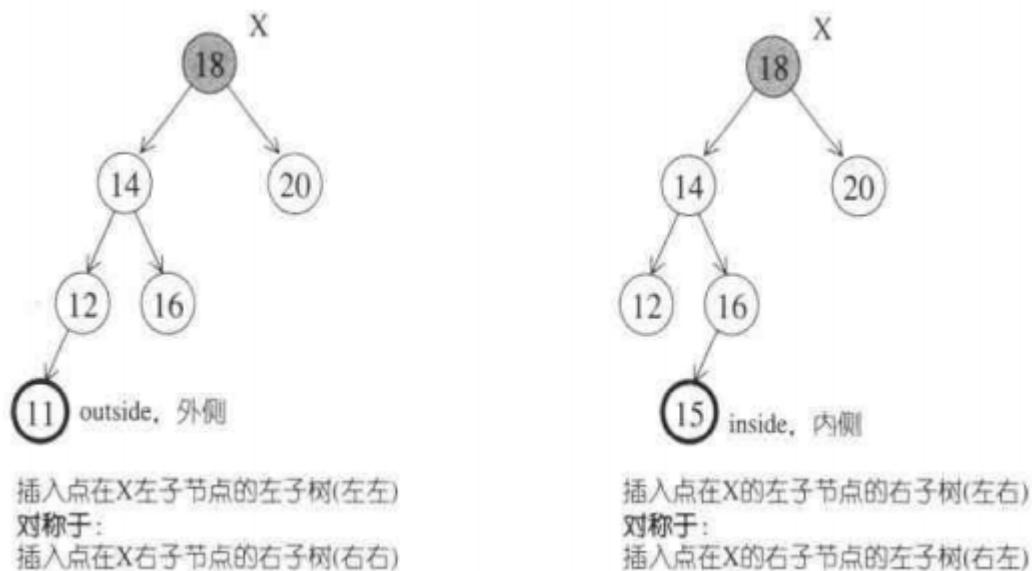 X
18
14
20
12
16
11
outside，外侧
插入点在X左子节点的左子树(左左)
对称于：
插入点在X右子节点的右子树(右右)
X
18
14
20
12
16
15
inside，内侧
插入点在X的左子节点的右子树(左右)
对称于：
插入点在X的右子节点的左子树(右左)